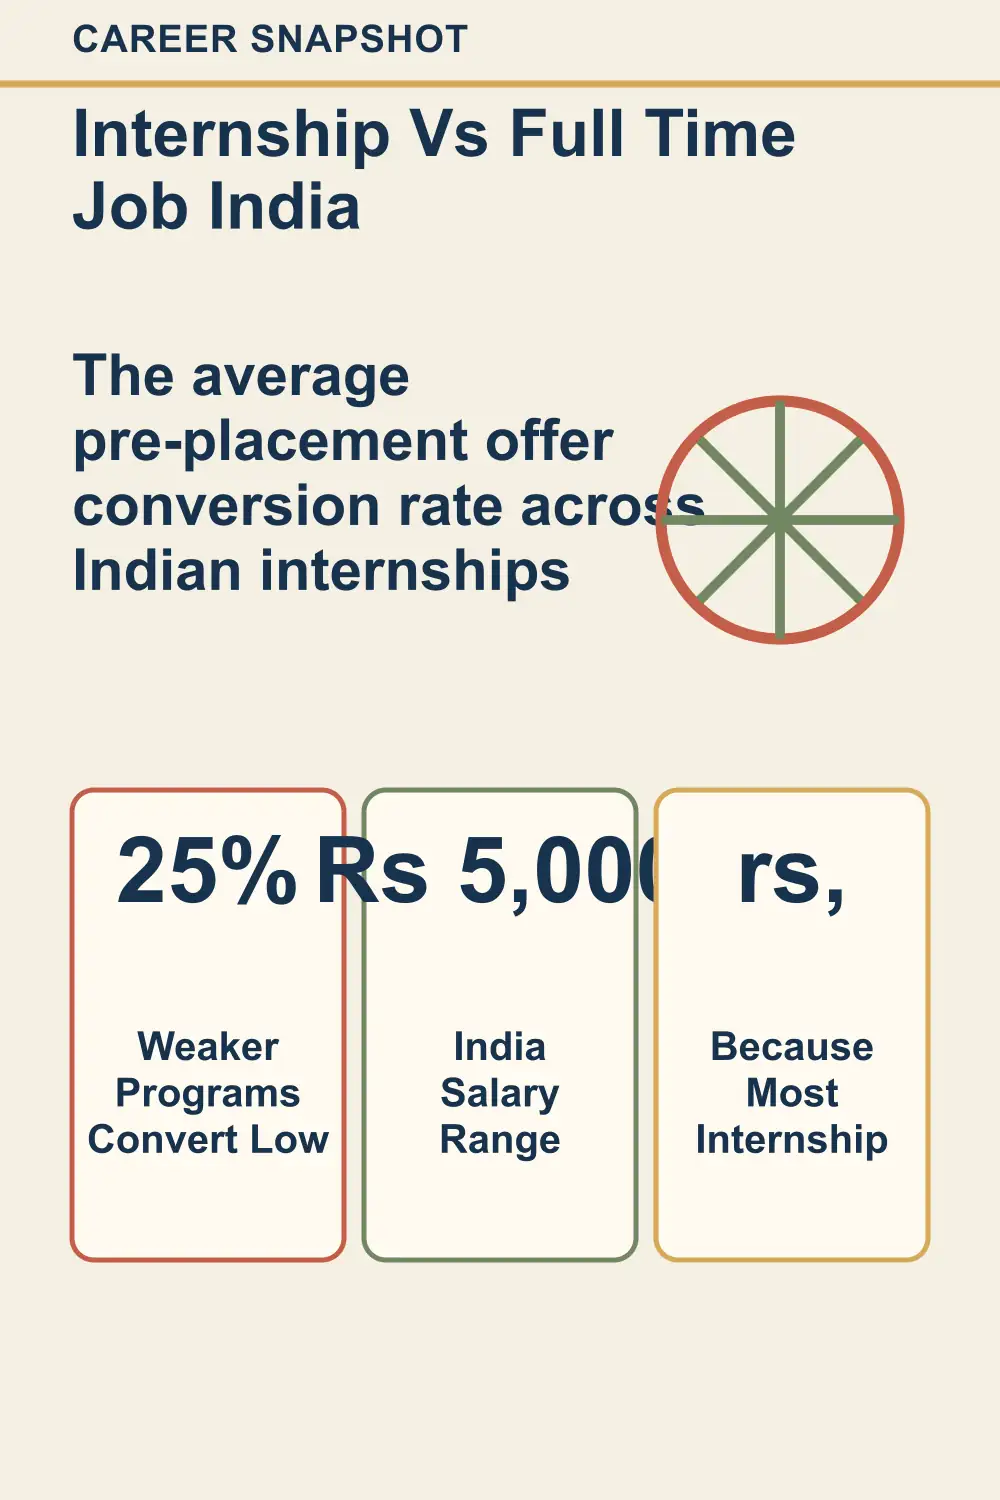 CAREER SNAPSHOT
Internship Vs Full Time
Job India
The average
pre-placement offer
conversion rate across
Indian internships
25%
Rs 5,000
rs,
Weaker
Programs
Convert Low
India
Salary
Range
Because
Most
Internship